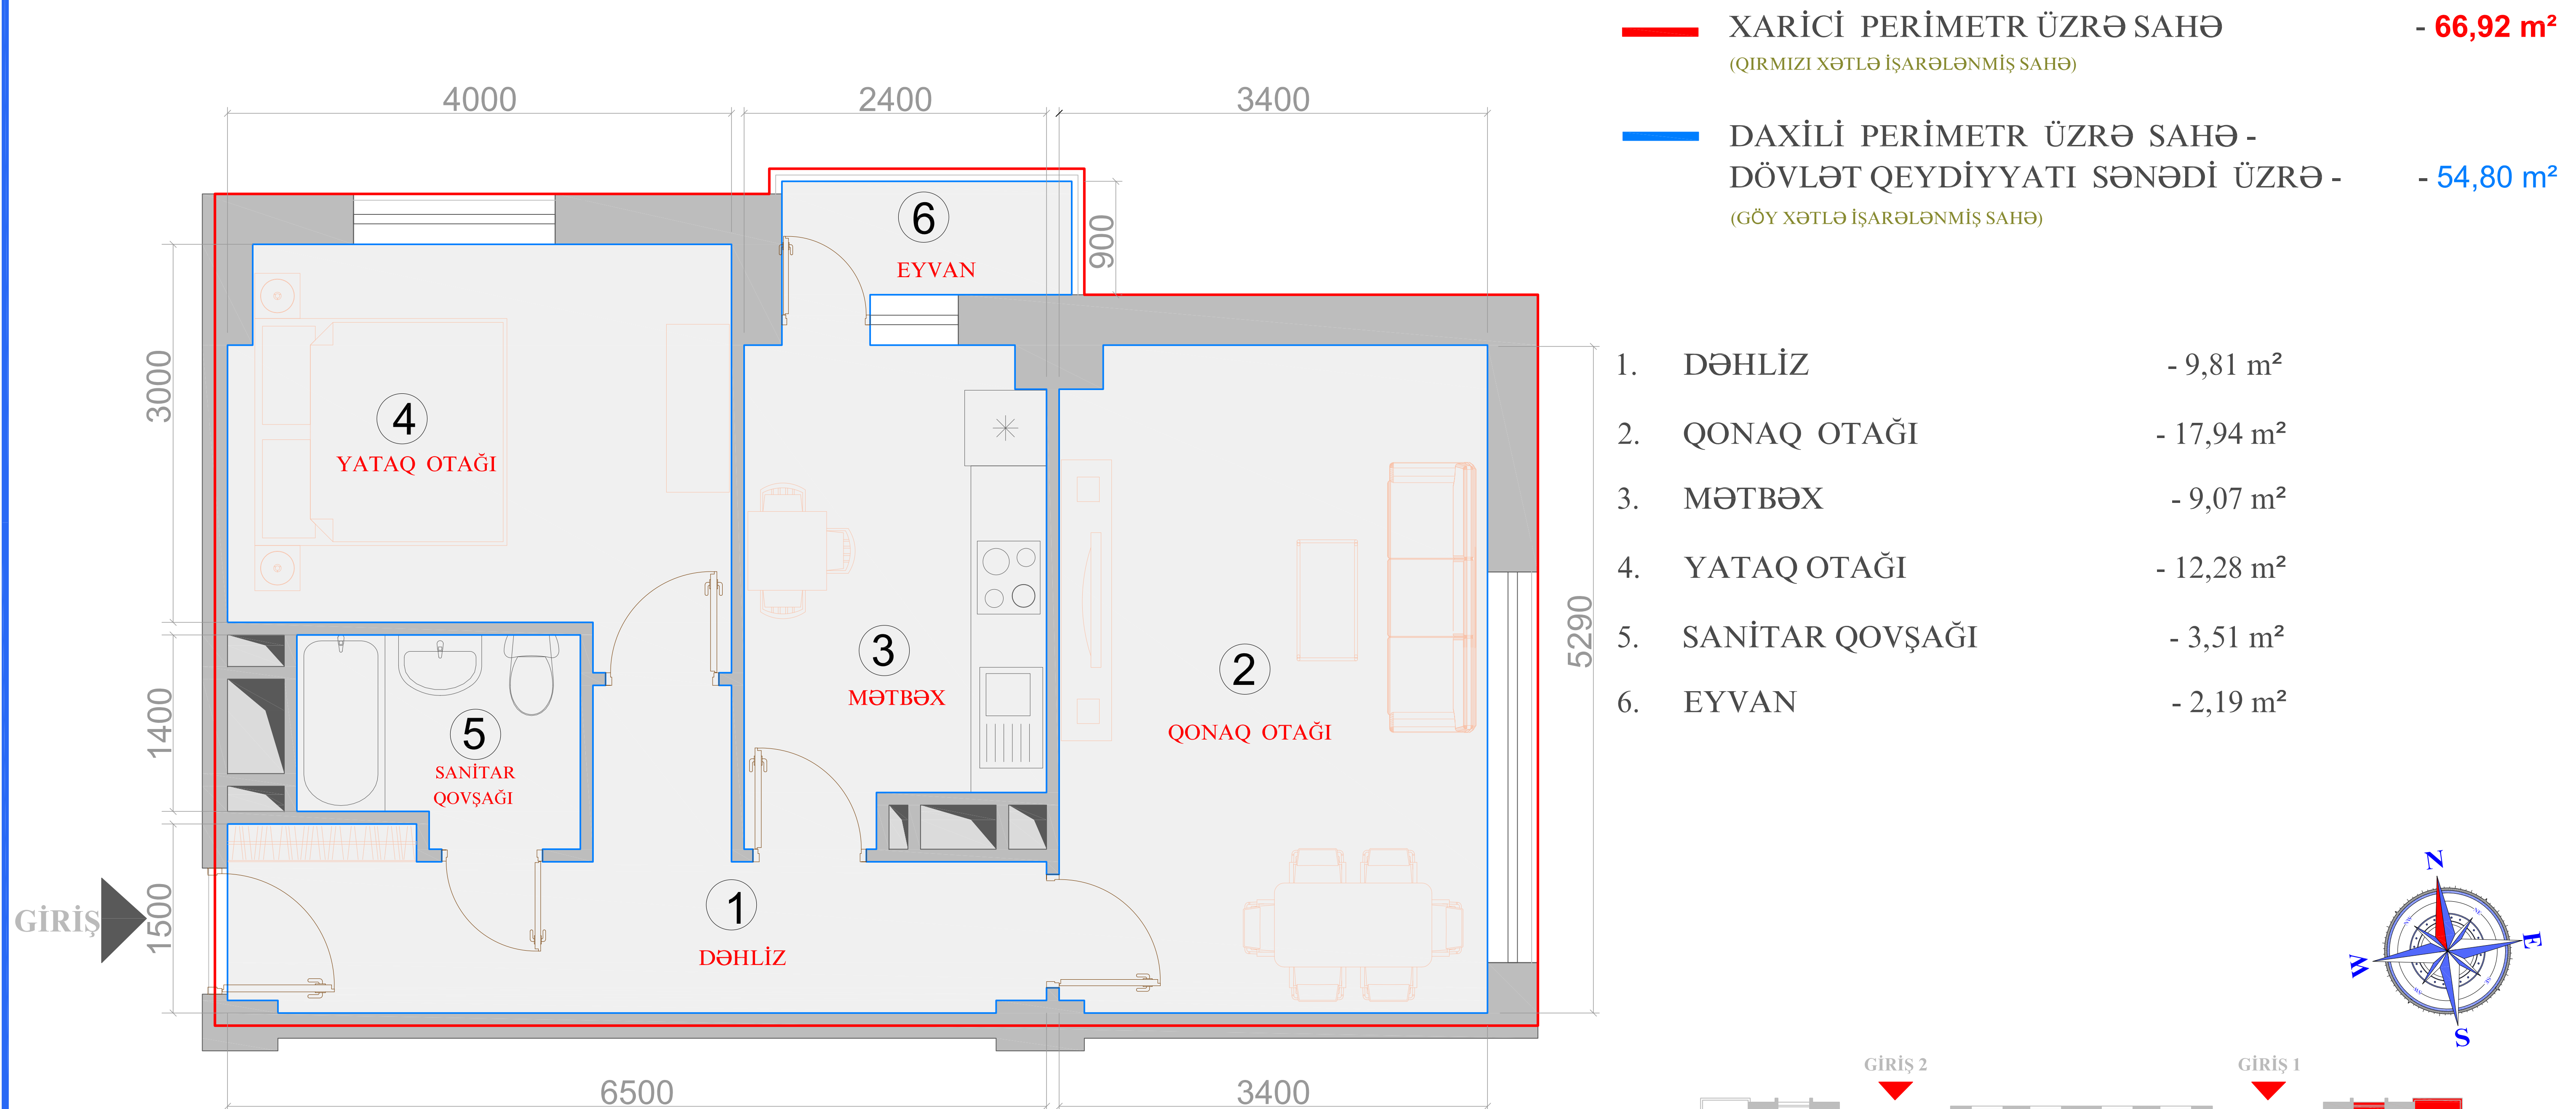 XARİCİ PERİMETR ÜZRƏ SAHƏ - 66,92 m²
(QIRMIZI XƏTLƏ İŞARƏLƏNMİŞ SAHƏ)
DAXİLİ PERİMETR ÜZRƏ SAHƏ -
DÖVLƏT QEYDİYYATI SƏNƏDİ ÜZRƏ - - 54,80 m²
(GÖY XƏTLƏ İŞARƏLƏNMİŞ SAHƏ)
4000
2400
3400
6
EYVAN
900
3000
4
YATAQ OTAĞI
1. DƏHLİZ - 9,81 m²
2. QONAQ OTAĞI - 17,94 m²
3. MƏTBƏX - 9,07 m²
4. YATAQ OTAĞI - 12,28 m²
5. SANİTAR QOVŞAĞI - 3,51 m²
6. EYVAN - 2,19 m²
5290
3
MƏTBƏX
2
QONAQ OTAĞI
1400
5
SANİTAR
QOVŞAĞI
GİRİŞ
1500
1
DƏHLİZ
N
E
W
S
6500
3400
GİRİŞ 2
GİRİŞ 1